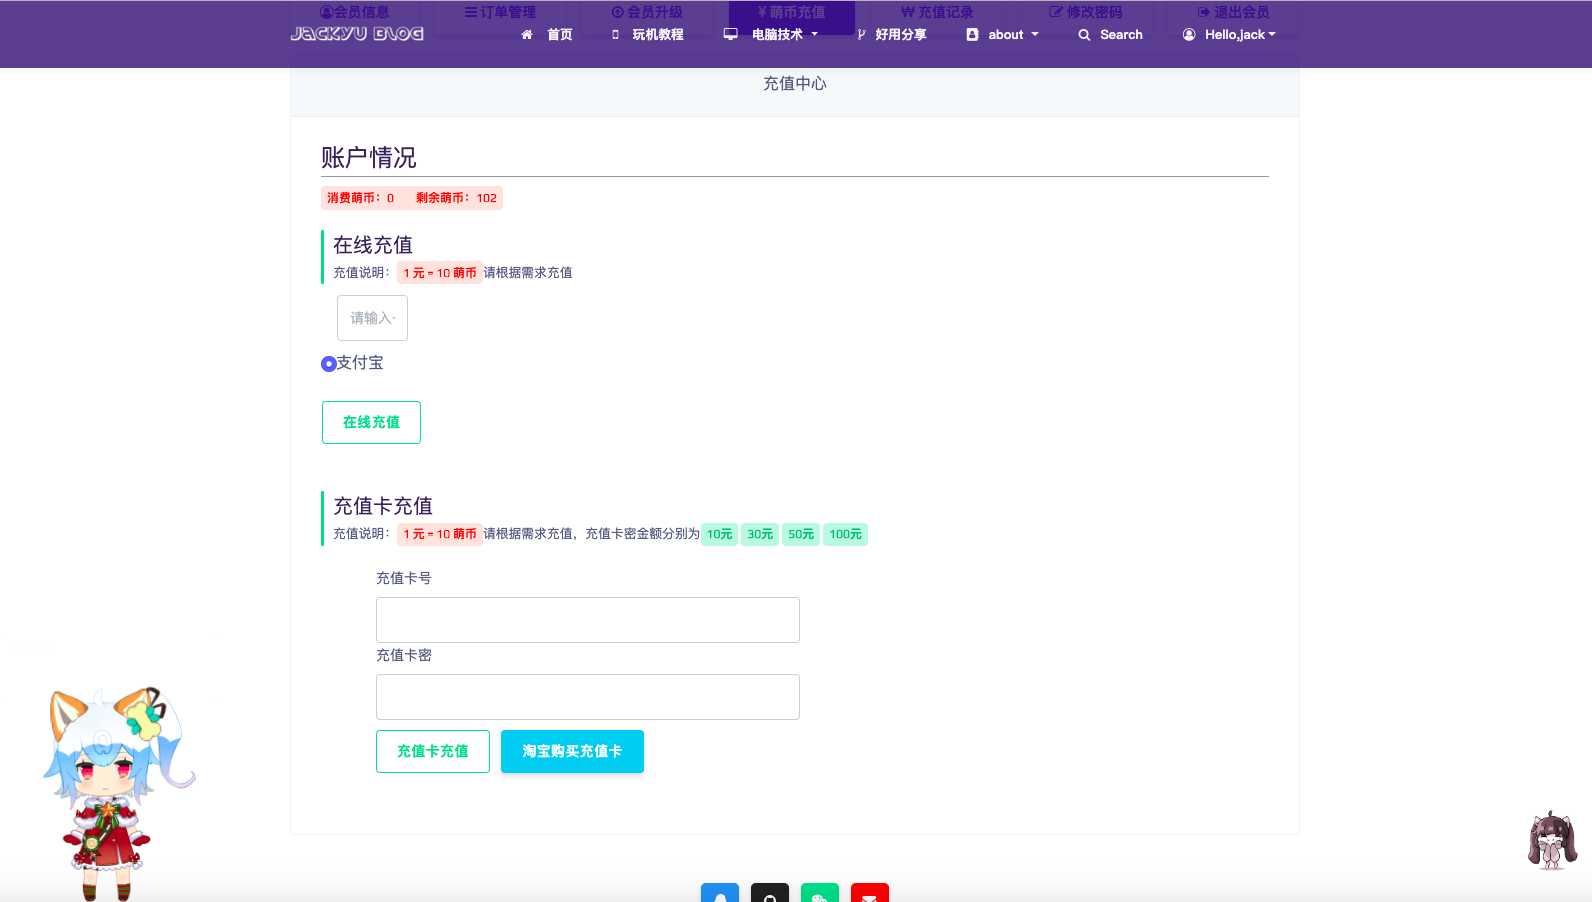 会员信息 订单管理 会员升级 ¥ 萌币充值 ₩ 充值记录 修改密码 退出会员
JACKYU BLOG 首页 玩机教程 电脑技术 好用分享 about Search Hello,jack
充值中心
账户情况
消费萌币：0 剩余萌币：102
在线充值
充值说明：1 元 = 10 萌币 请根据需求充值
请输入
支付宝
在线充值
充值卡充值
充值说明：1 元 = 10 萌币 请根据需求充值，充值卡密金额分别为 10元 30元 50元 100元
充值卡号
充值卡密
充值卡充值 淘宝购买充值卡